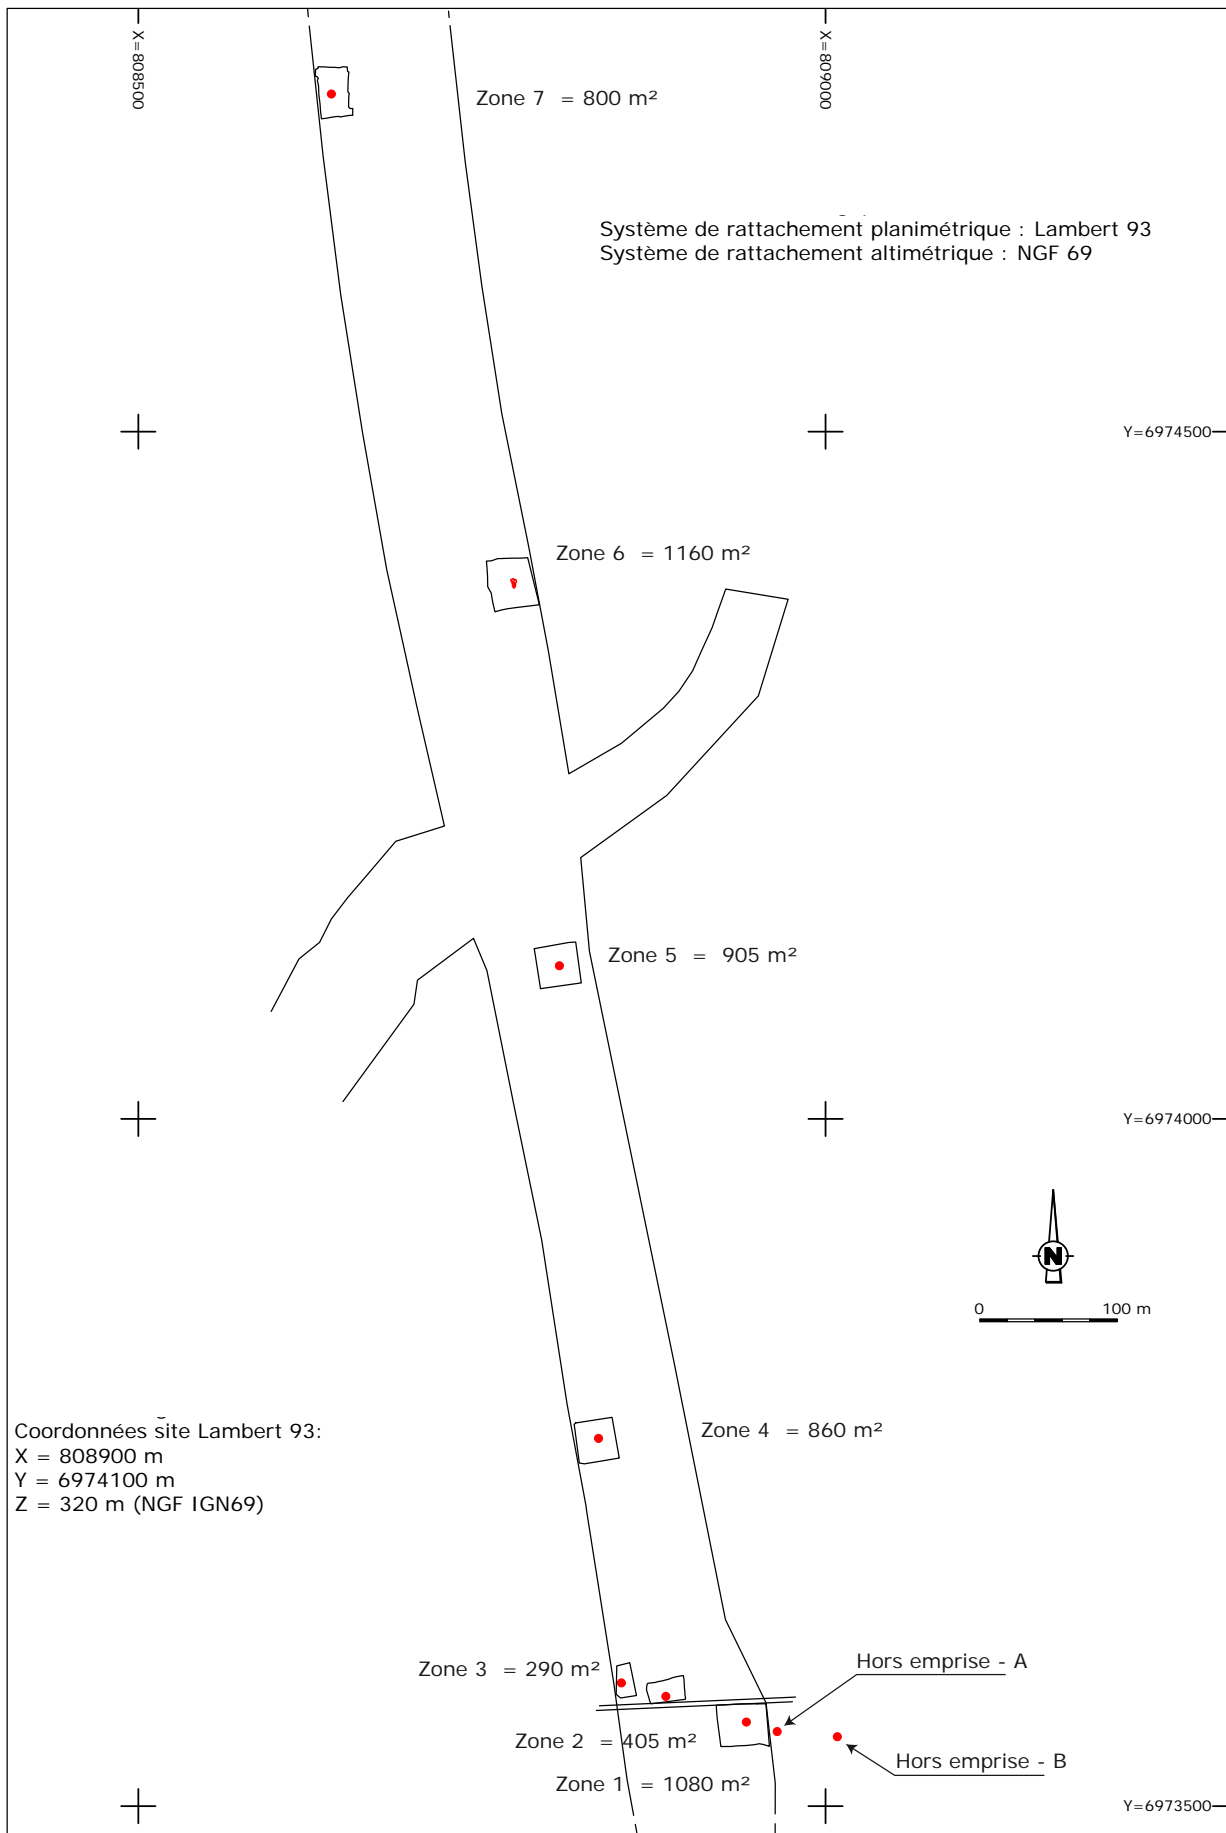 X=808500
X=809000
Zone 7 = 800 m²
Système de rattachement planimétrique : Lambert 93
Système de rattachement altimétrique : NGF 69
Y=6974500
Zone 6 = 1160 m²
Zone 5 = 905 m²
Y=6974000
N
0 100 m
Coordonnées site Lambert 93:
X = 808900 m
Y = 6974100 m
Z = 320 m (NGF IGN69)
Zone 4 = 860 m²
Hors emprise - A
Zone 3 = 290 m²
Zone 2 = 405 m²
Hors emprise - B
Zone 1 = 1080 m²
Y=6973500